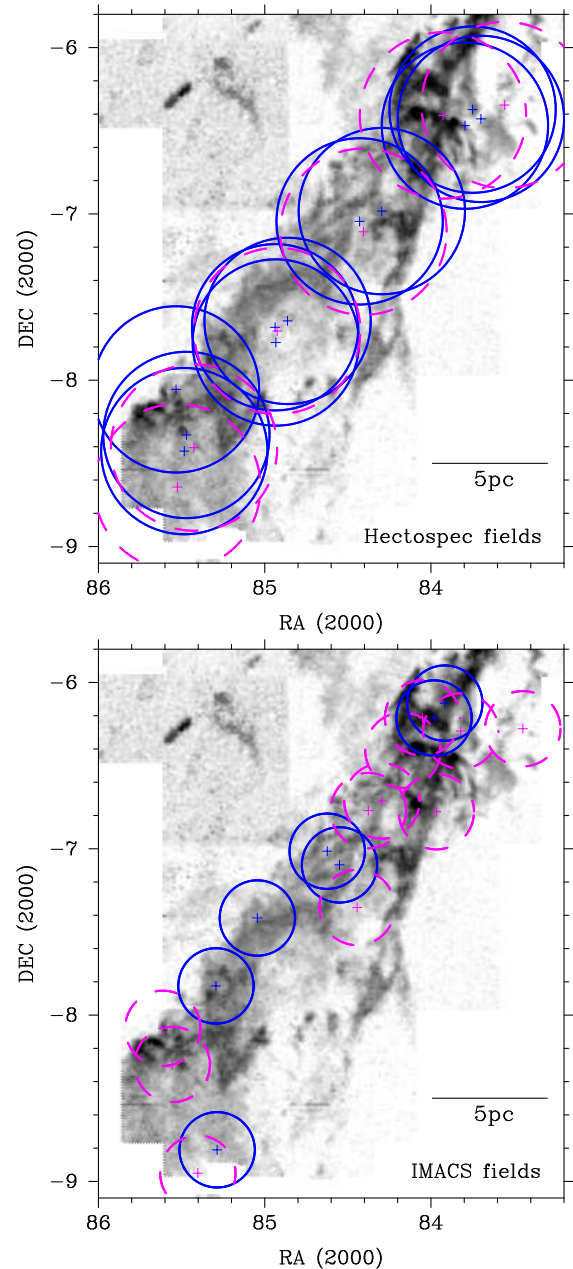 −6
−7
−8
−9
DEC (2000)
5pc
Hectospec fields
86
85
84
RA (2000)
−6
−7
−8
−9
DEC (2000)
5pc
IMACS fields
86
85
84
RA (2000)